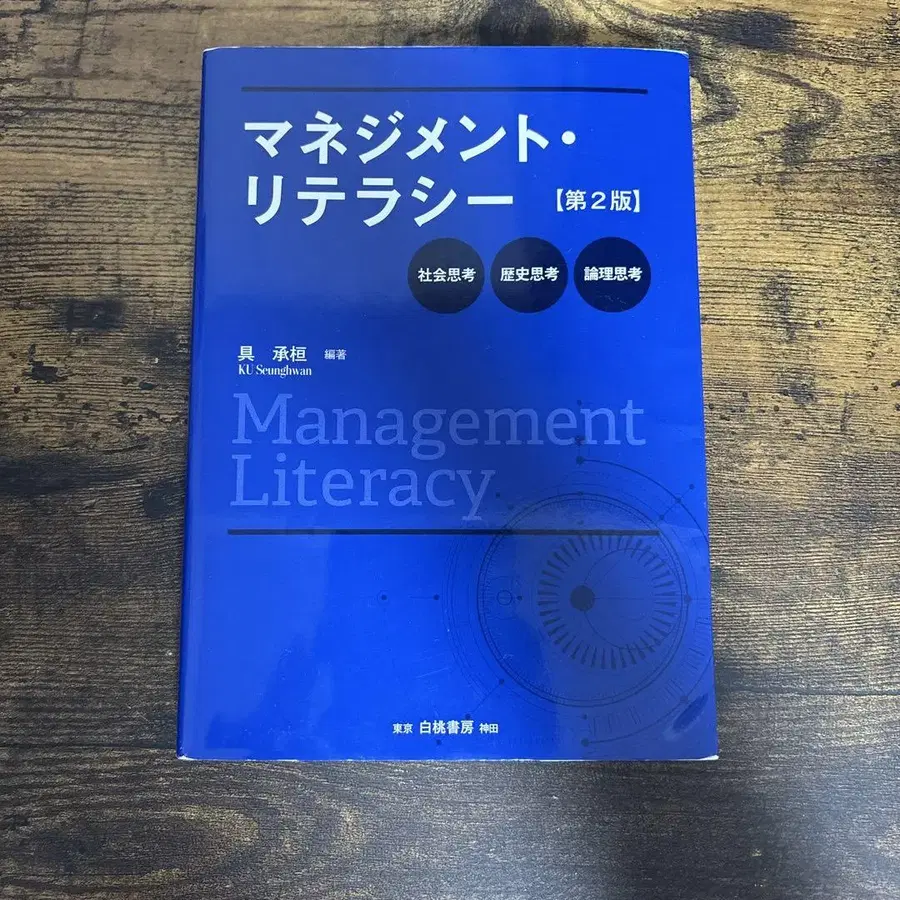 マネジメント・
リテラシー 【第2版】
社会思考 歴史思考 論理思考
具 承桓 編著
KU Seunghwan
Management
Literacy
東京 白桃書房 神田